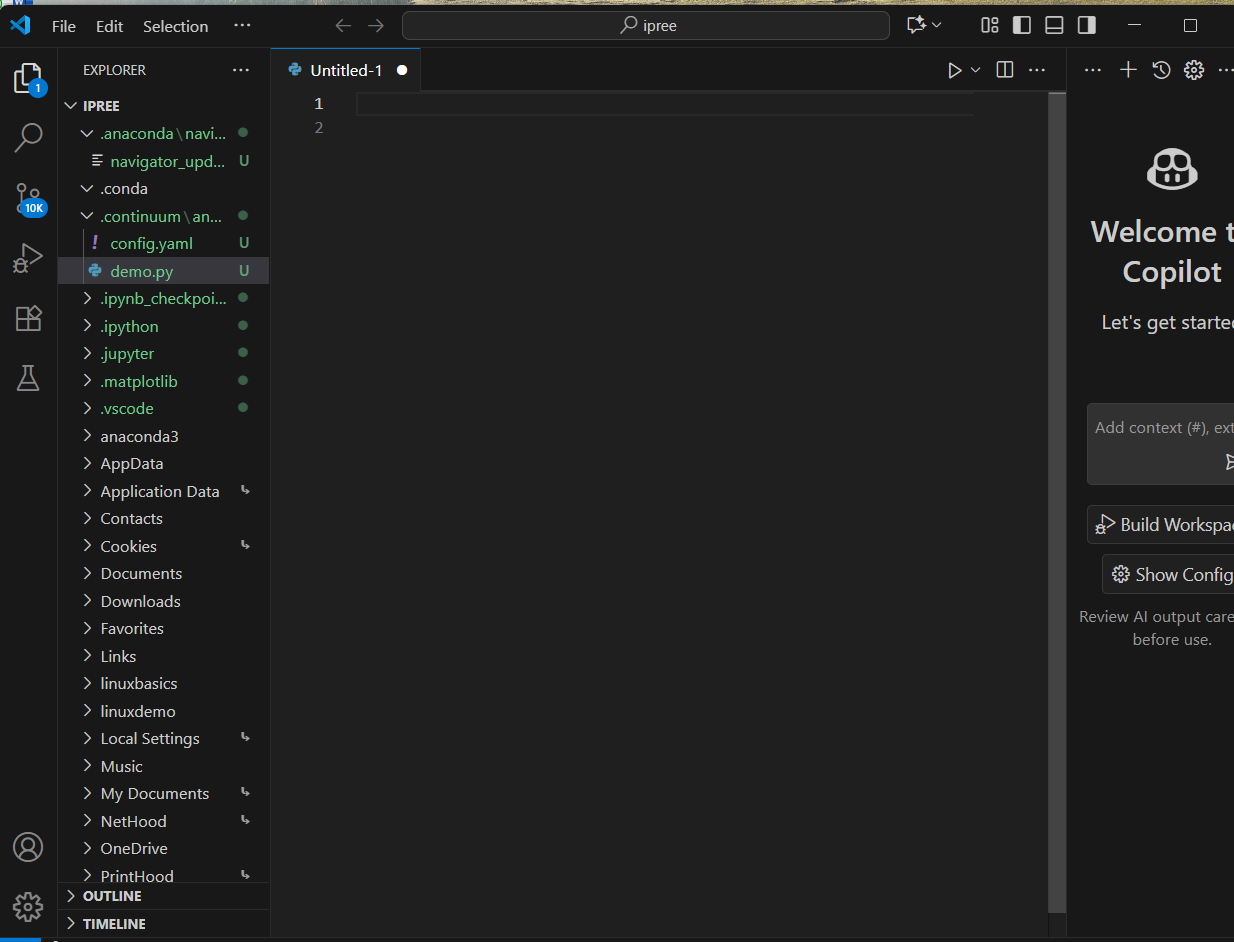 File Edit Selection ··· ipree
EXPLORER ···
IPREE
.anaconda\navi...
navigator_upd... U
.conda
.continuum\an...
config.yaml U
demo.py U
.ipynb_checkpoi...
.ipython
.jupyter
.matplotlib
.vscode
anaconda3
AppData
Application Data
Contacts
Cookies
Documents
Downloads
Favorites
Links
linuxbasics
linuxdemo
Local Settings
Music
My Documents
NetHood
OneDrive
PrintHood
OUTLINE
TIMELINE
1
10K
Untitled-1
1
2
Welcome t
Copilot
Let's get started
Add context (#), ext
Build Workspac
Show Config
Review AI output care
before use.